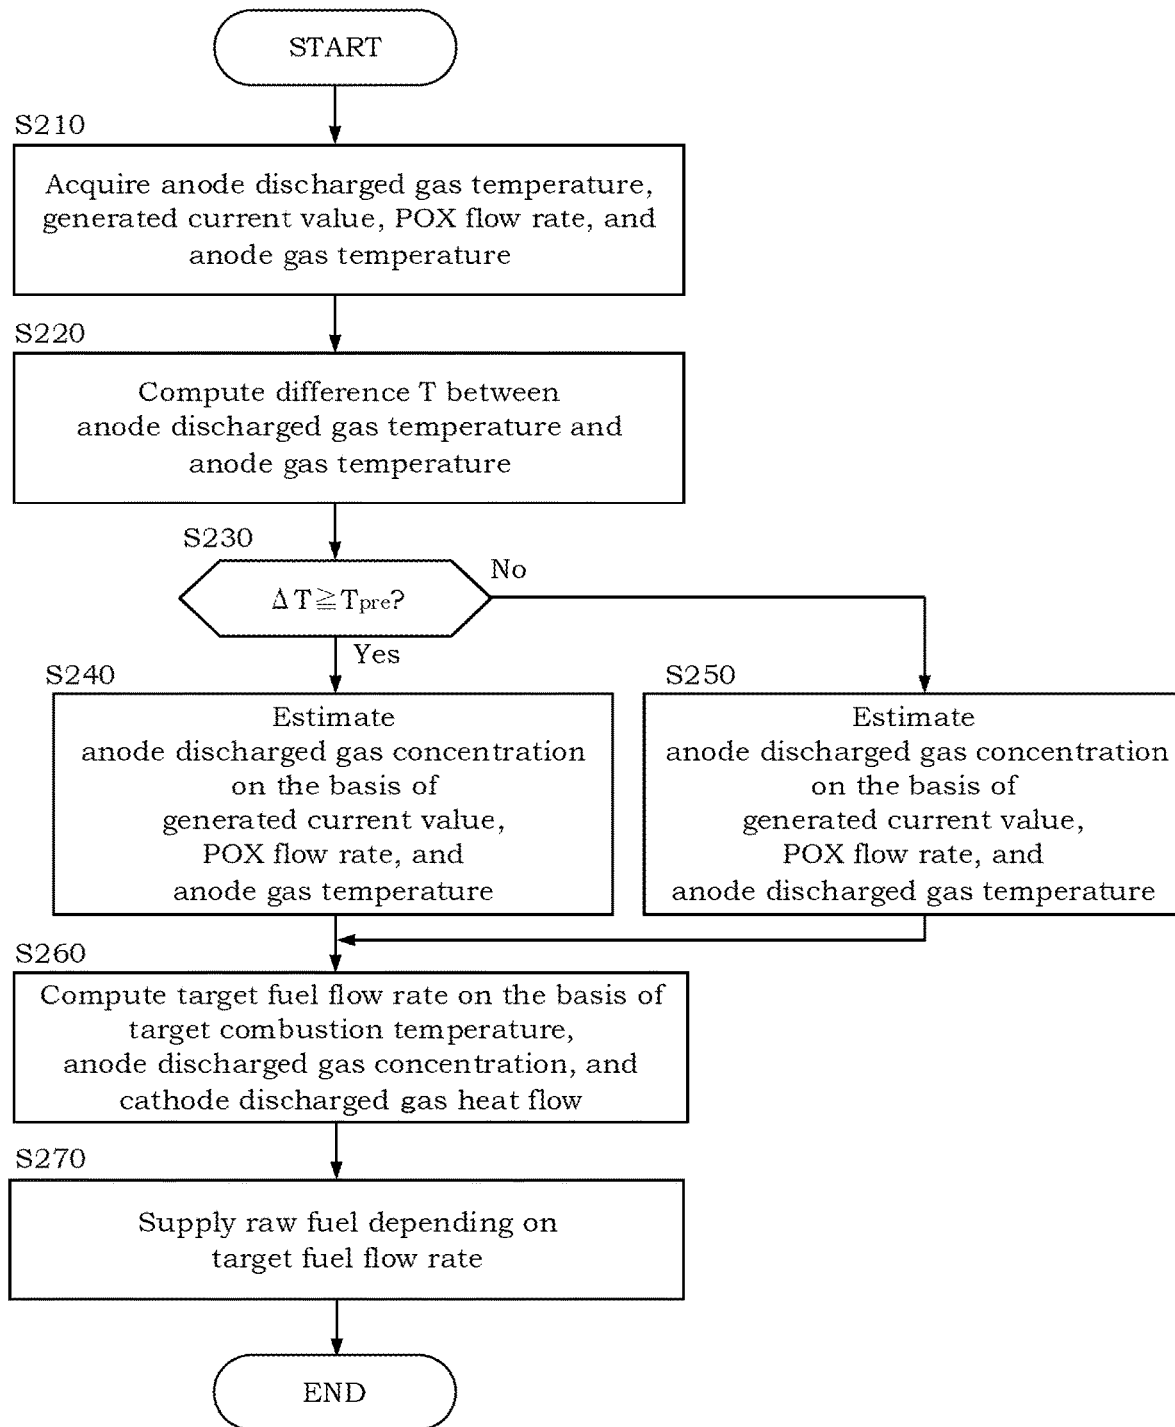 START
S210
Acquire anode discharged gas temperature,
generated current value, POX flow rate, and
anode gas temperature
S220
Compute difference T between
anode discharged gas temperature and
anode gas temperature
S230
ΔT≧Tpre?
No
Yes
S240
Estimate
anode discharged gas concentration
on the basis of
generated current value,
POX flow rate, and
anode gas temperature
S250
Estimate
anode discharged gas concentration
on the basis of
generated current value,
POX flow rate, and
anode discharged gas temperature
S260
Compute target fuel flow rate on the basis of
target combustion temperature,
anode discharged gas concentration, and
cathode discharged gas heat flow
S270
Supply raw fuel depending on
target fuel flow rate
END